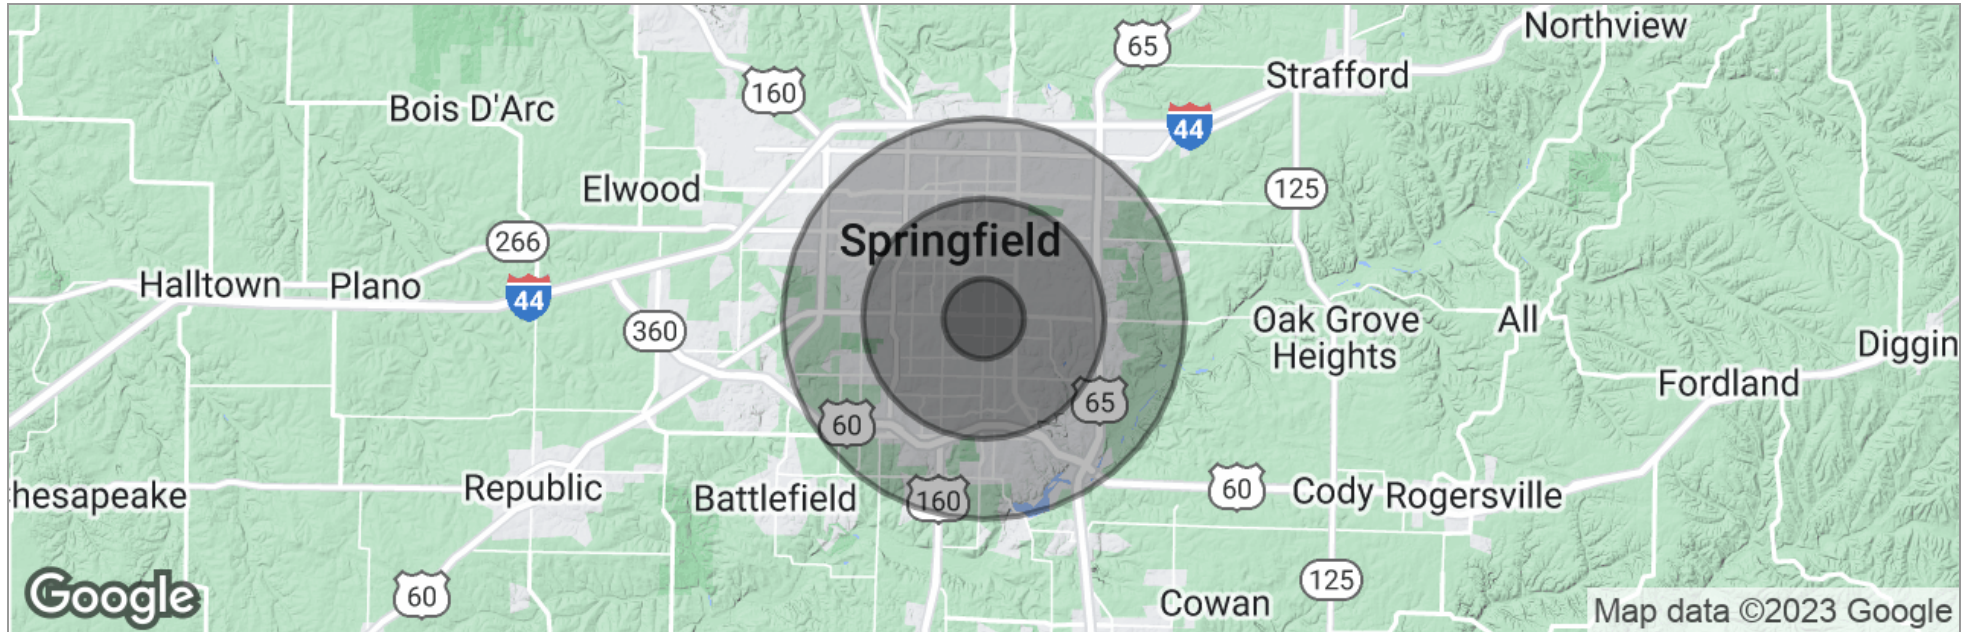 Northview
65
Strafford
160
Bois D'Arc
44
Elwood
125
266
Springfield
Halltown
Plano
44
360
Oak Grove
Heights
All
Diggin
Fordland
65
60
Republic
Battlefield
160
60
Cody
Rogersville
hesapeake
125
60
Cowan
Google
Map data ©2023 Google